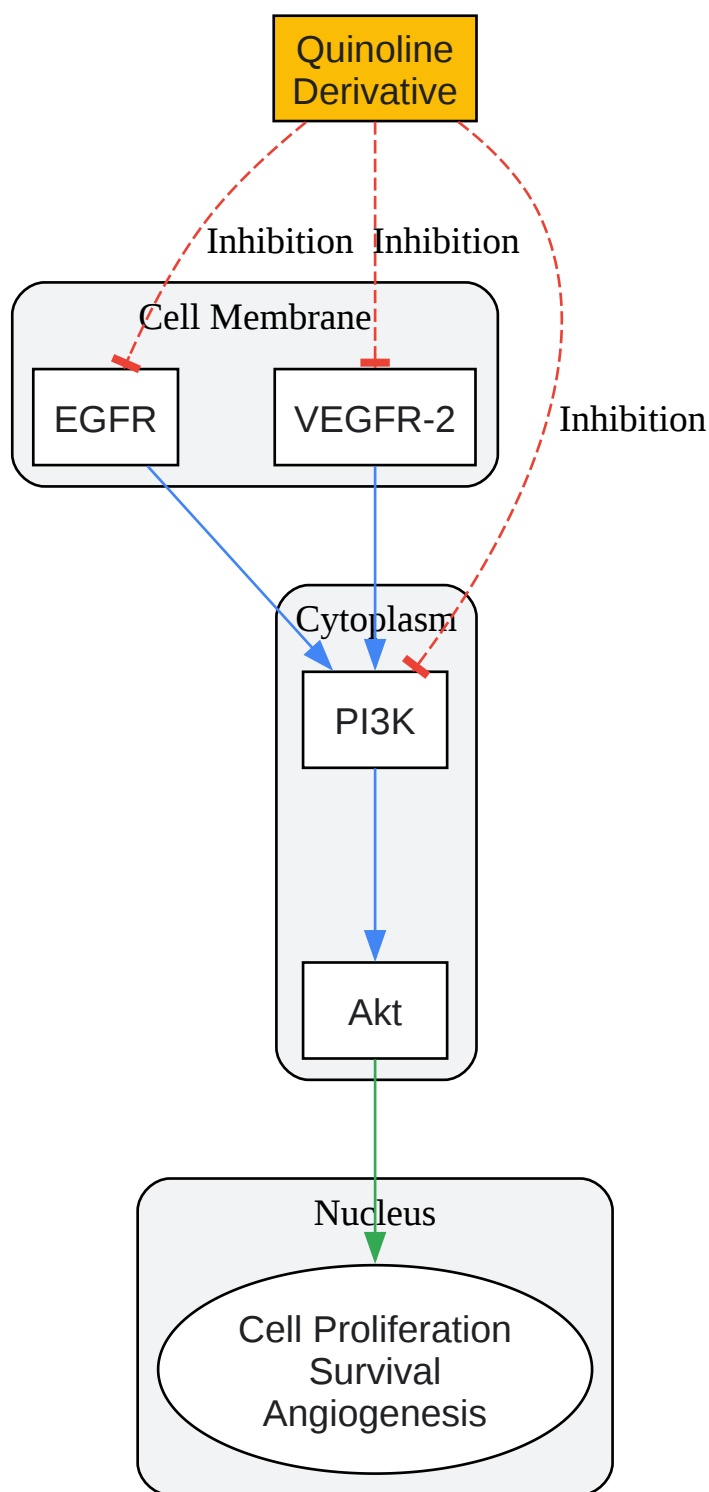 Quinoline
Derivative
Inhibition
Inhibition
Cell Membrane
EGFR
VEGFR-2
Inhibition
Cytoplasm
PI3K
Akt
Nucleus
Cell Proliferation
Survival
Angiogenesis